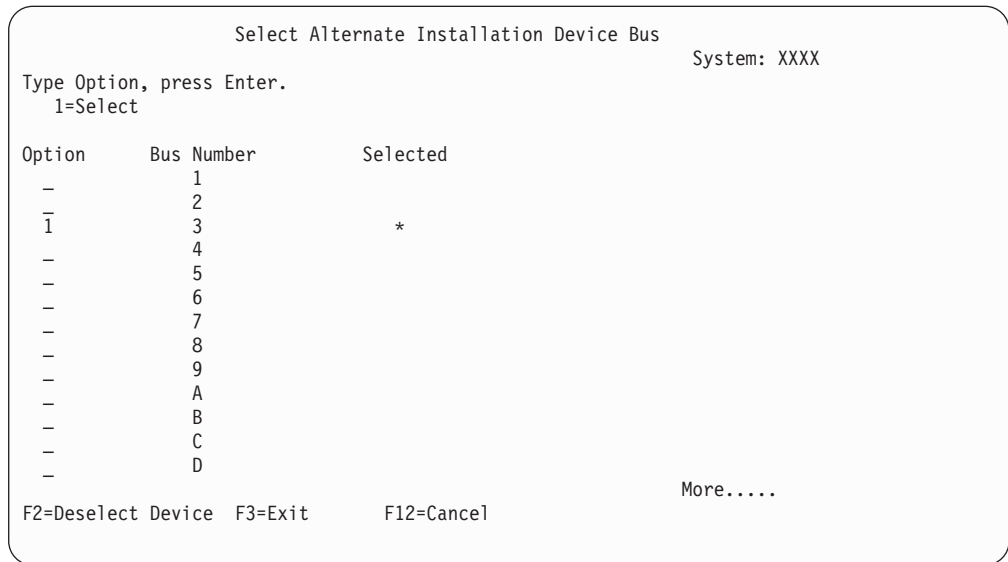 Select Alternate Installation Device Bus
System: XXXX
Type Option, press Enter.
1=Select
Option Bus Number Selected
_ 1
_ 2
1 3 *
_ 4
_ 5
_ 6
_ 7
_ 8
_ 9
_ A
_ B
_ C
_ D
More.....
F2=Deselect Device F3=Exit F12=Cancel